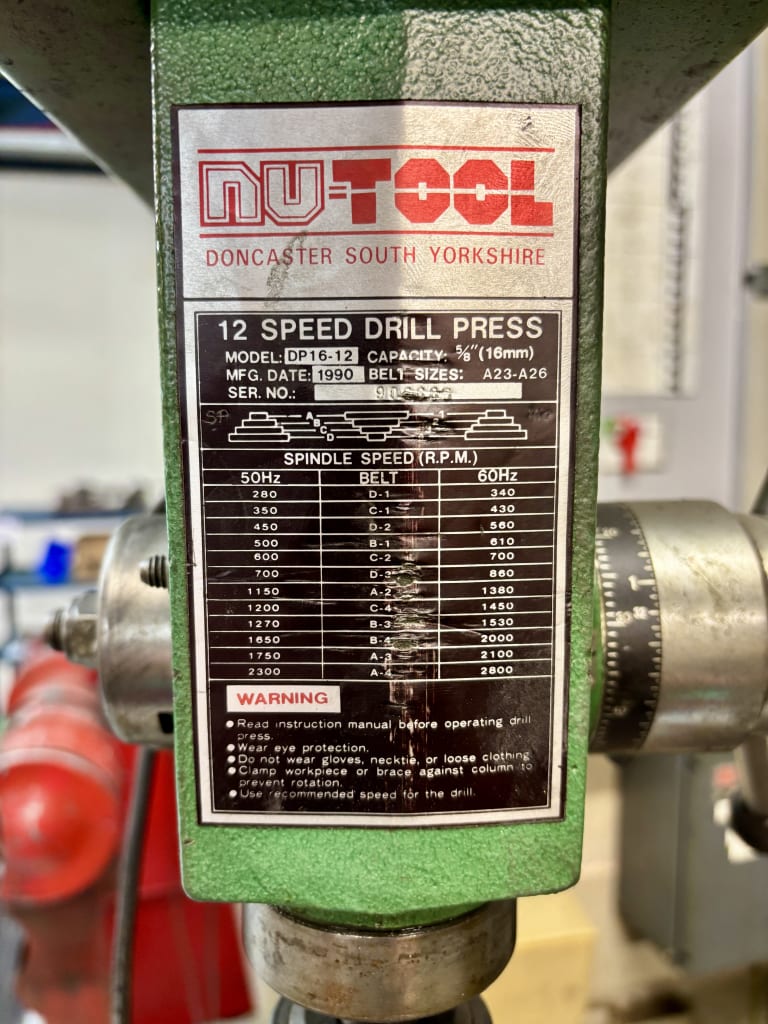 NU-TOOL
DONCASTER SOUTH YORKSHIRE
12 SPEED DRILL PRESS
MODEL: DP16-12 CAPACITY: 5/8" (16mm)
MFG. DATE: 1990 BELT SIZES: A23-A26
SER. NO.:
A
B
C
D
SPINDLE SPEED (R.P.M.)
50Hz BELT 60Hz
280 D-1 340
350 C-1 430
450 D-2 560
500 B-1 610
600 C-2 700
700 D-3 860
1150 A-2 1380
1200 C-4 1450
1270 B-3 1530
1650 B-4 2000
1750 A-3 2100
2300 A-4 2800
WARNING
● Read instruction manual before operating drill
press.
● Wear eye protection.
● Do not wear gloves, necktie, or loose clothing
● Clamp workpiece or brace against column to
prevent rotation.
● Use recommended speed for the drill.